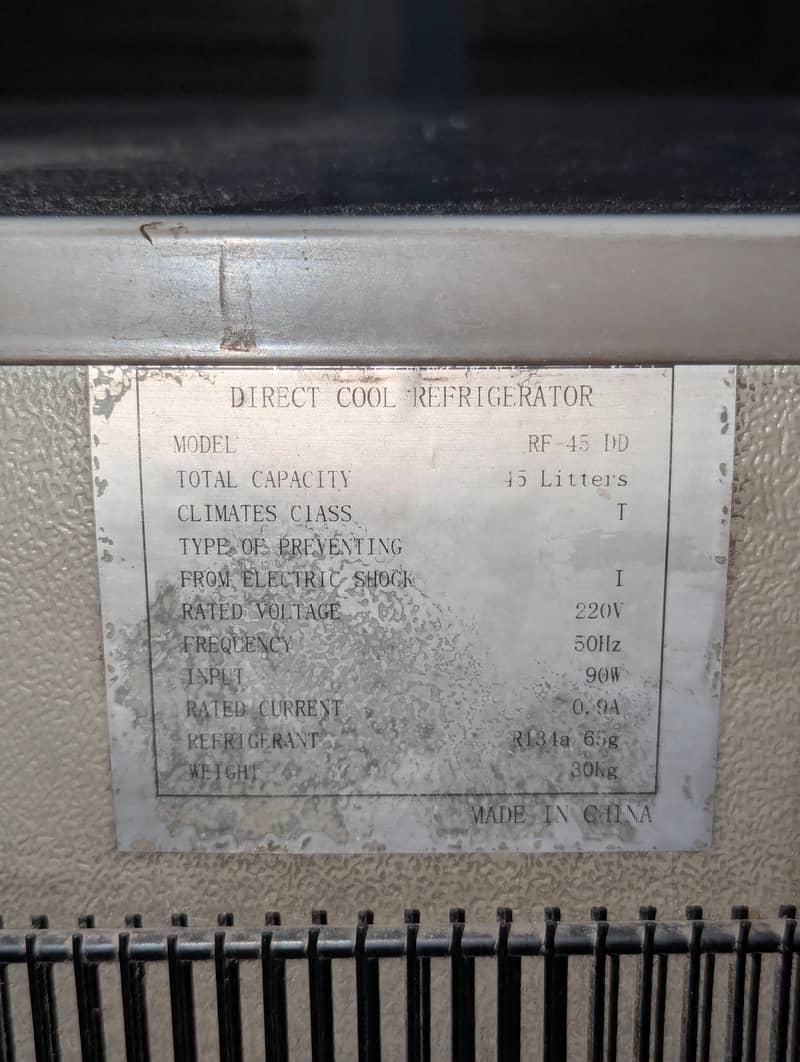 DIRECT COOL REFRIGERATOR
MODEL RF-45 DD
TOTAL CAPACITY 45 Litters
CLIMATES ClASS T
TYPE OF PREVENTING
FROM ELECTRIC SHOCK I
RATED VOLTAGE 220V
FREQUENCY 50Hz
INPUT 90W
RATED CURRENT 0.9A
REFRIGERANT R134a 65g
WEIGHT 30Kg
MADE IN CHINA